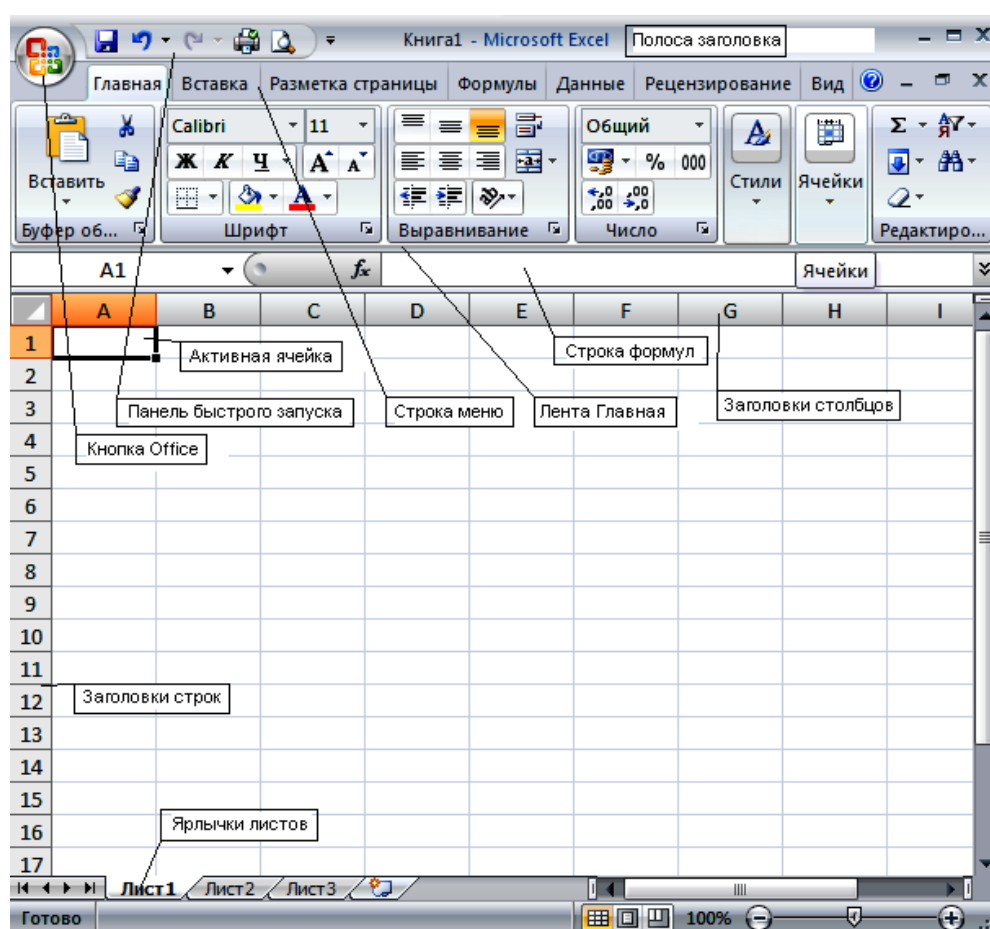 Книга1 - Microsoft Excel Полоса заголовка
Главная Вставка Разметка страницы Формулы Данные Рецензирование Вид
Calibri 11 Общий
Ж К Ч A A % 000
Вставить Стили Ячейки
,00 ,00 ,0
Буфер об... Шрифт Выравнивание Число Редактиро...
A1 fx Ячейки
A B C D E F G H I
1 Активная ячейка Строка формул
2
3 Панель быстрого запуска Строка меню Лента Главная Заголовки столбцов
4 Кнопка Office
5
6
7
8
9
10
11
12 Заголовки строк
13
14
15
16 Ярлычки листов
17
Лист1 Лист2 Лист3
Готово 100%